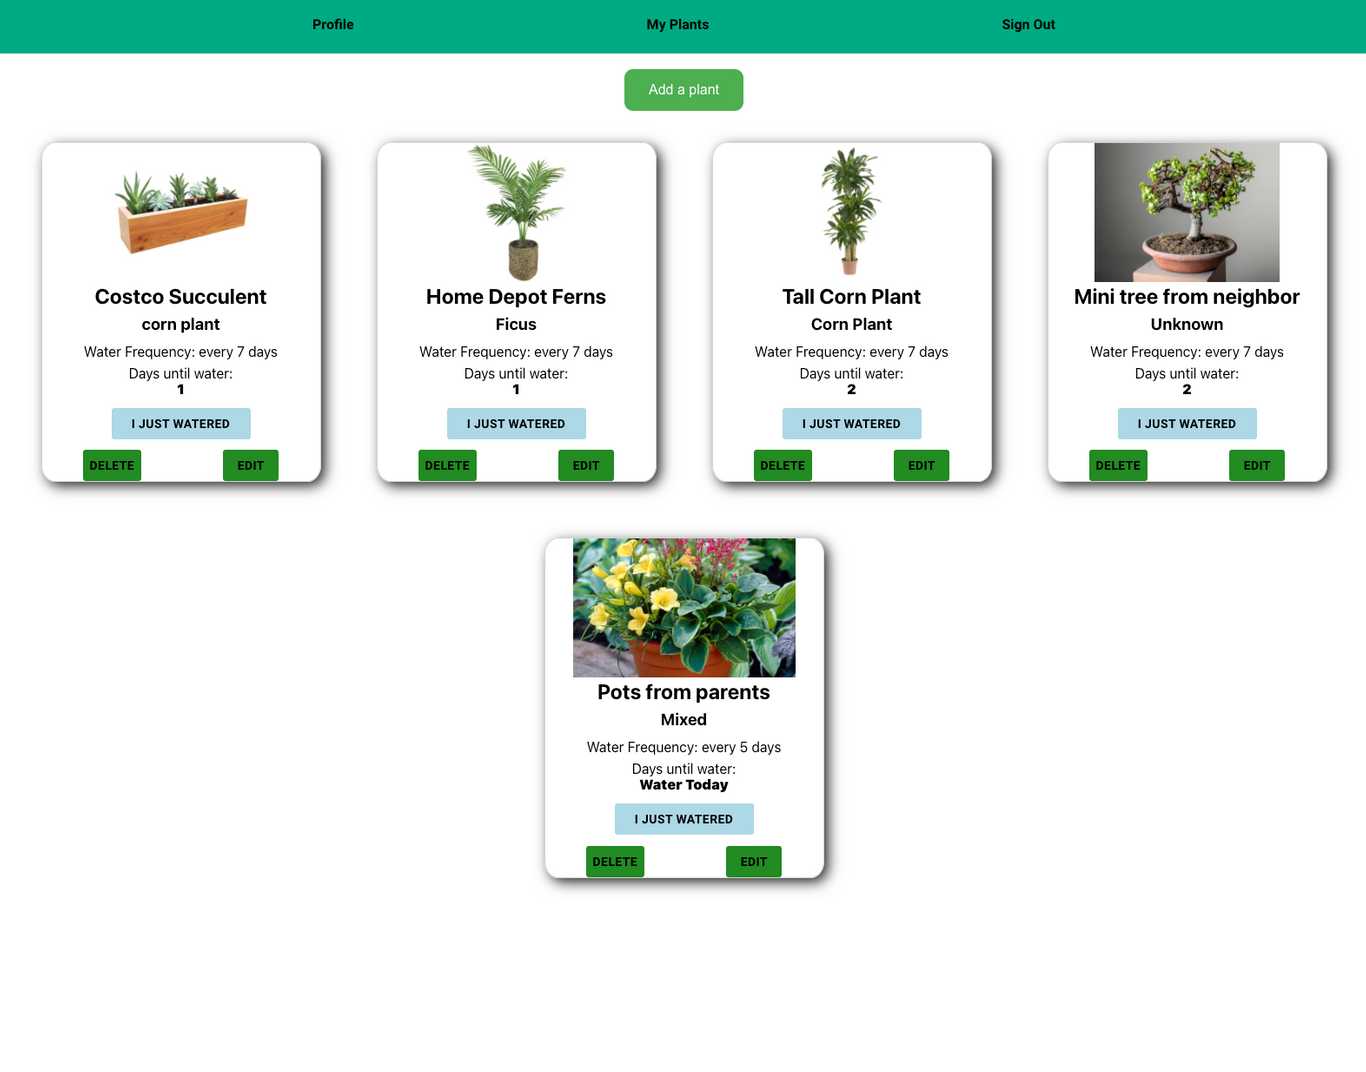 Profile
My Plants
Sign Out
Add a plant
Costco Succulent
corn plant
Water Frequency: every 7 days
Days until water:
1
I JUST WATERED
DELETE
EDIT
Home Depot Ferns
Ficus
Water Frequency: every 7 days
Days until water:
1
I JUST WATERED
DELETE
EDIT
Tall Corn Plant
Corn Plant
Water Frequency: every 7 days
Days until water:
2
I JUST WATERED
DELETE
EDIT
Mini tree from neighbor
Unknown
Water Frequency: every 7 days
Days until water:
2
I JUST WATERED
DELETE
EDIT
Pots from parents
Mixed
Water Frequency: every 5 days
Days until water:
Water Today
I JUST WATERED
DELETE
EDIT